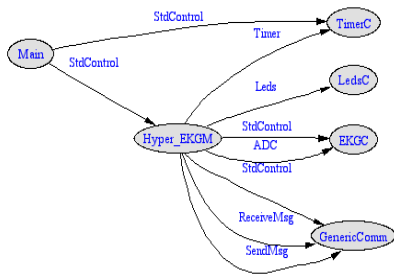 StdControl
TimerC
Timer
Main
StdControl
LedsC
Leds
StdControl
Hyper_EKGM
ADC
EKGC
StdControl
ReceiveMsg
GenericComm
SendMsg